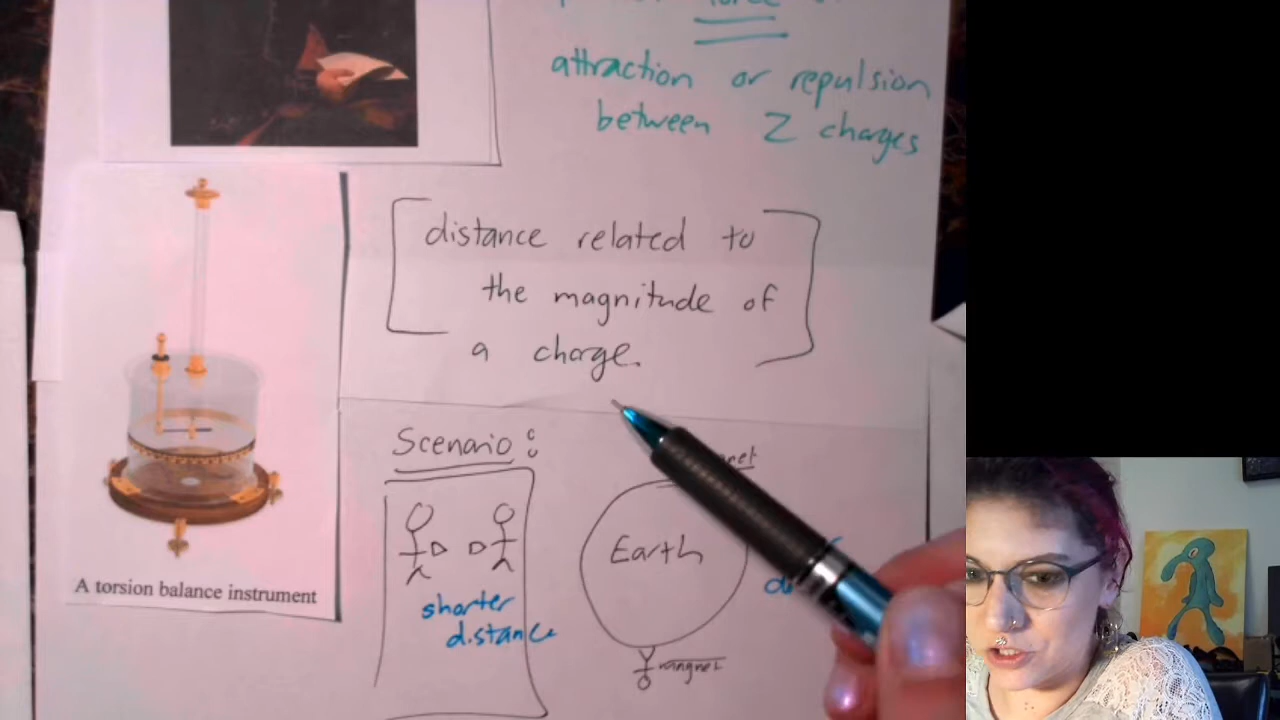 attraction or repulsion
between 2 charges
distance related to
the magnitude of
a charge.
Scenario:
Earth
shorter
distance
A torsion balance instrument